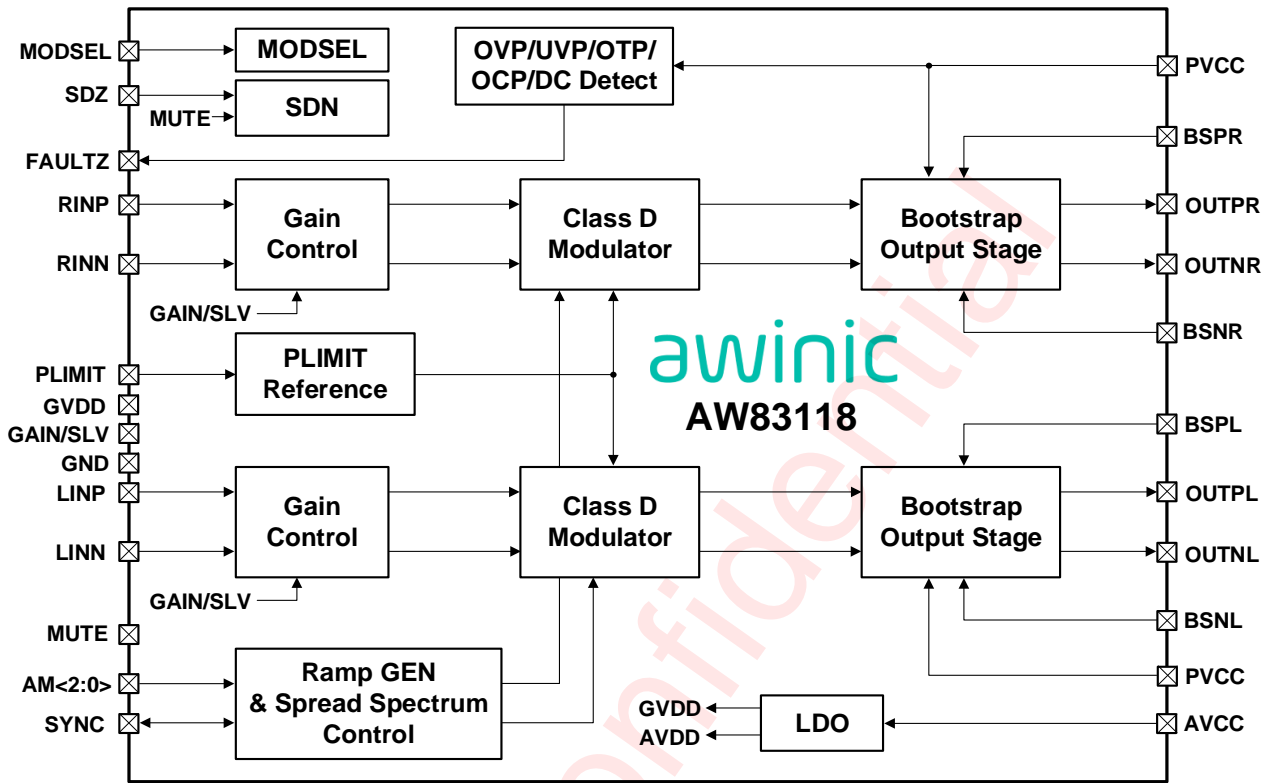 MODSEL
SDZ
FAULTZ
RINP
RINN
PLIMIT
GVDD
GAIN/SLV
GND
LINP
LINN
MUTE
AM<2:0>
SYNC
MODSEL
MUTE
SDN
OVP/UVP/OTP/
OCP/DC Detect
Gain
Control
GAIN/SLV
Class D
Modulator
Bootstrap
Output Stage
PLIMIT
Reference
awinic
AW83118
Gain
Control
GAIN/SLV
Class D
Modulator
Bootstrap
Output Stage
Ramp GEN
& Spread Spectrum
Control
GVDD
AVDD
LDO
PVCC
BSPR
OUTPR
OUTNR
BSNR
BSPL
OUTPL
OUTNL
BSNL
PVCC
AVCC
onfidential